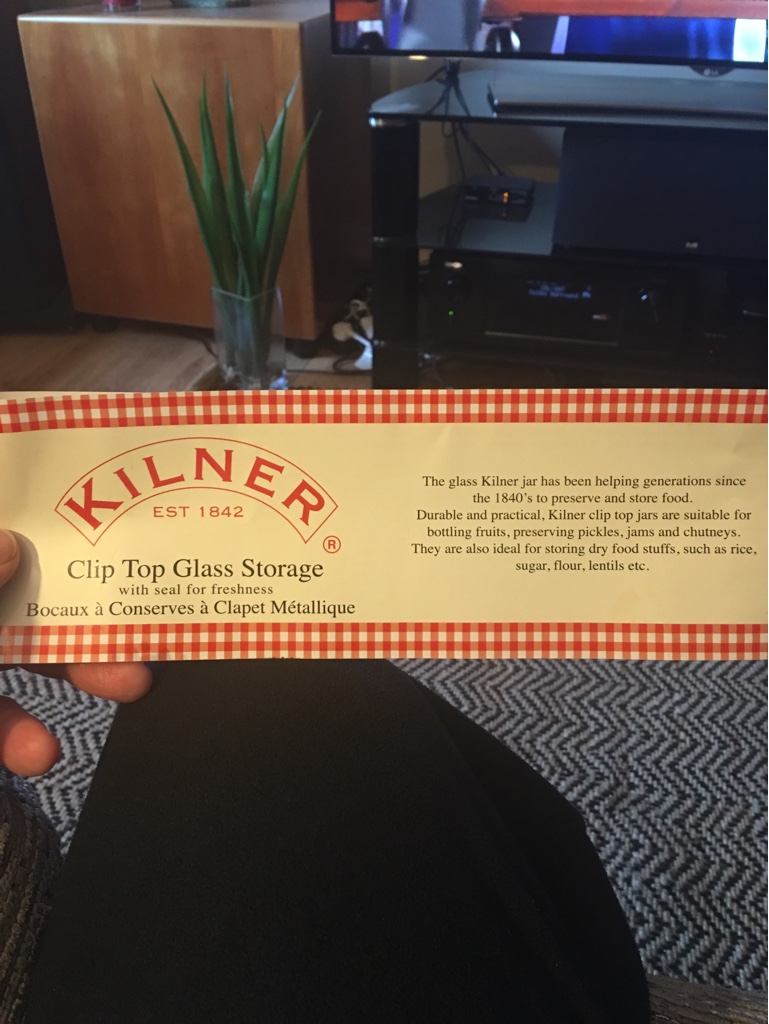 LG
KILNER
EST 1842
®
Clip Top Glass Storage
with seal for freshness
Bocaux à Conserves à Clapet Métallique
The glass Kilner jar has been helping generations since
the 1840's to preserve and store food.
Durable and practical, Kilner clip top jars are suitable for
bottling fruits, preserving pickles, jams and chutneys.
They are also ideal for storing dry food stuffs, such as rice,
sugar, flour, lentils etc.